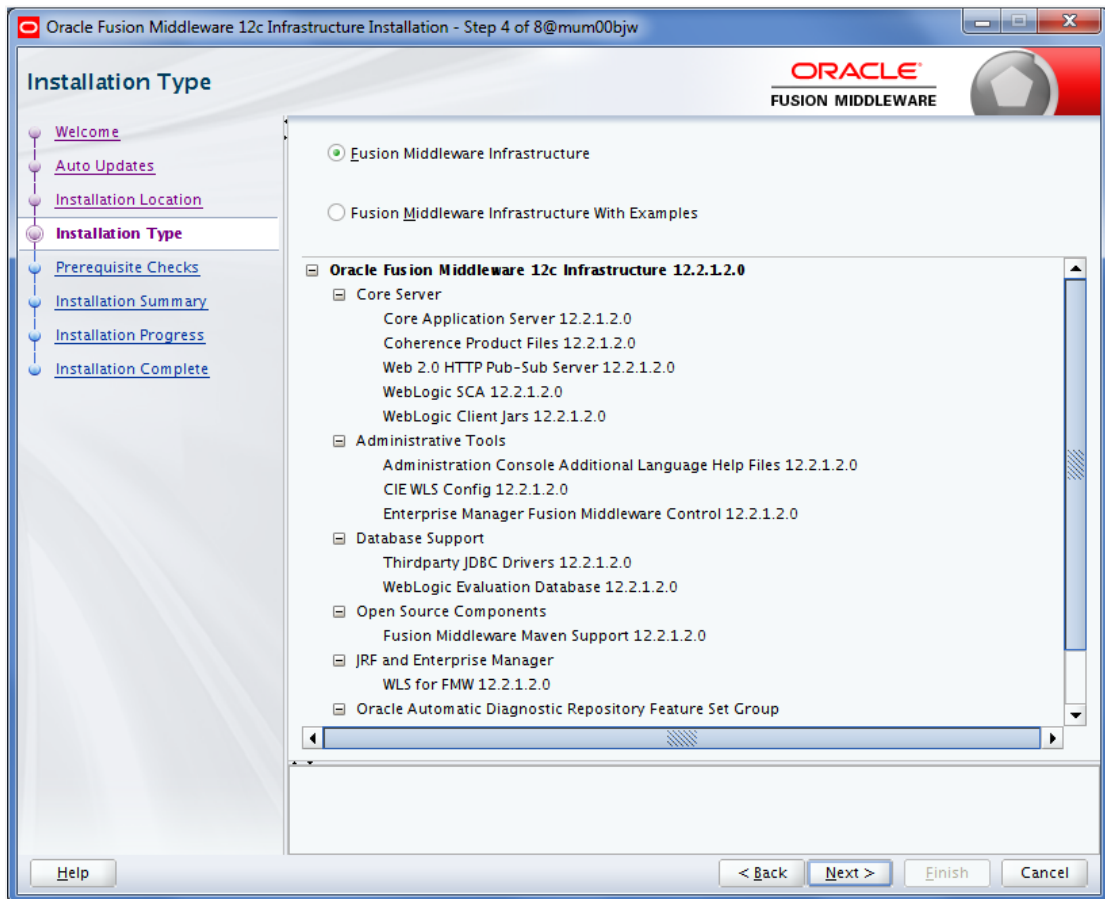 Oracle Fusion Middleware 12c Infrastructure Installation - Step 4 of 8@mum00bjw
Installation Type
ORACLE®
FUSION MIDDLEWARE
Welcome
Auto Updates
Installation Location
Installation Type
Prerequisite Checks
Installation Summary
Installation Progress
Installation Complete
Fusion Middleware Infrastructure
Fusion Middleware Infrastructure With Examples
Oracle Fusion Middleware 12c Infrastructure 12.2.1.2.0
Core Server
Core Application Server 12.2.1.2.0
Coherence Product Files 12.2.1.2.0
Web 2.0 HTTP Pub-Sub Server 12.2.1.2.0
WebLogic SCA 12.2.1.2.0
WebLogic Client Jars 12.2.1.2.0
Administrative Tools
Administration Console Additional Language Help Files 12.2.1.2.0
CIE WLS Config 12.2.1.2.0
Enterprise Manager Fusion Middleware Control 12.2.1.2.0
Database Support
Thirdparty JDBC Drivers 12.2.1.2.0
WebLogic Evaluation Database 12.2.1.2.0
Open Source Components
Fusion Middleware Maven Support 12.2.1.2.0
JRF and Enterprise Manager
WLS for FMW 12.2.1.2.0
Oracle Automatic Diagnostic Repository Feature Set Group
Help
< Back
Next >
Finish
Cancel